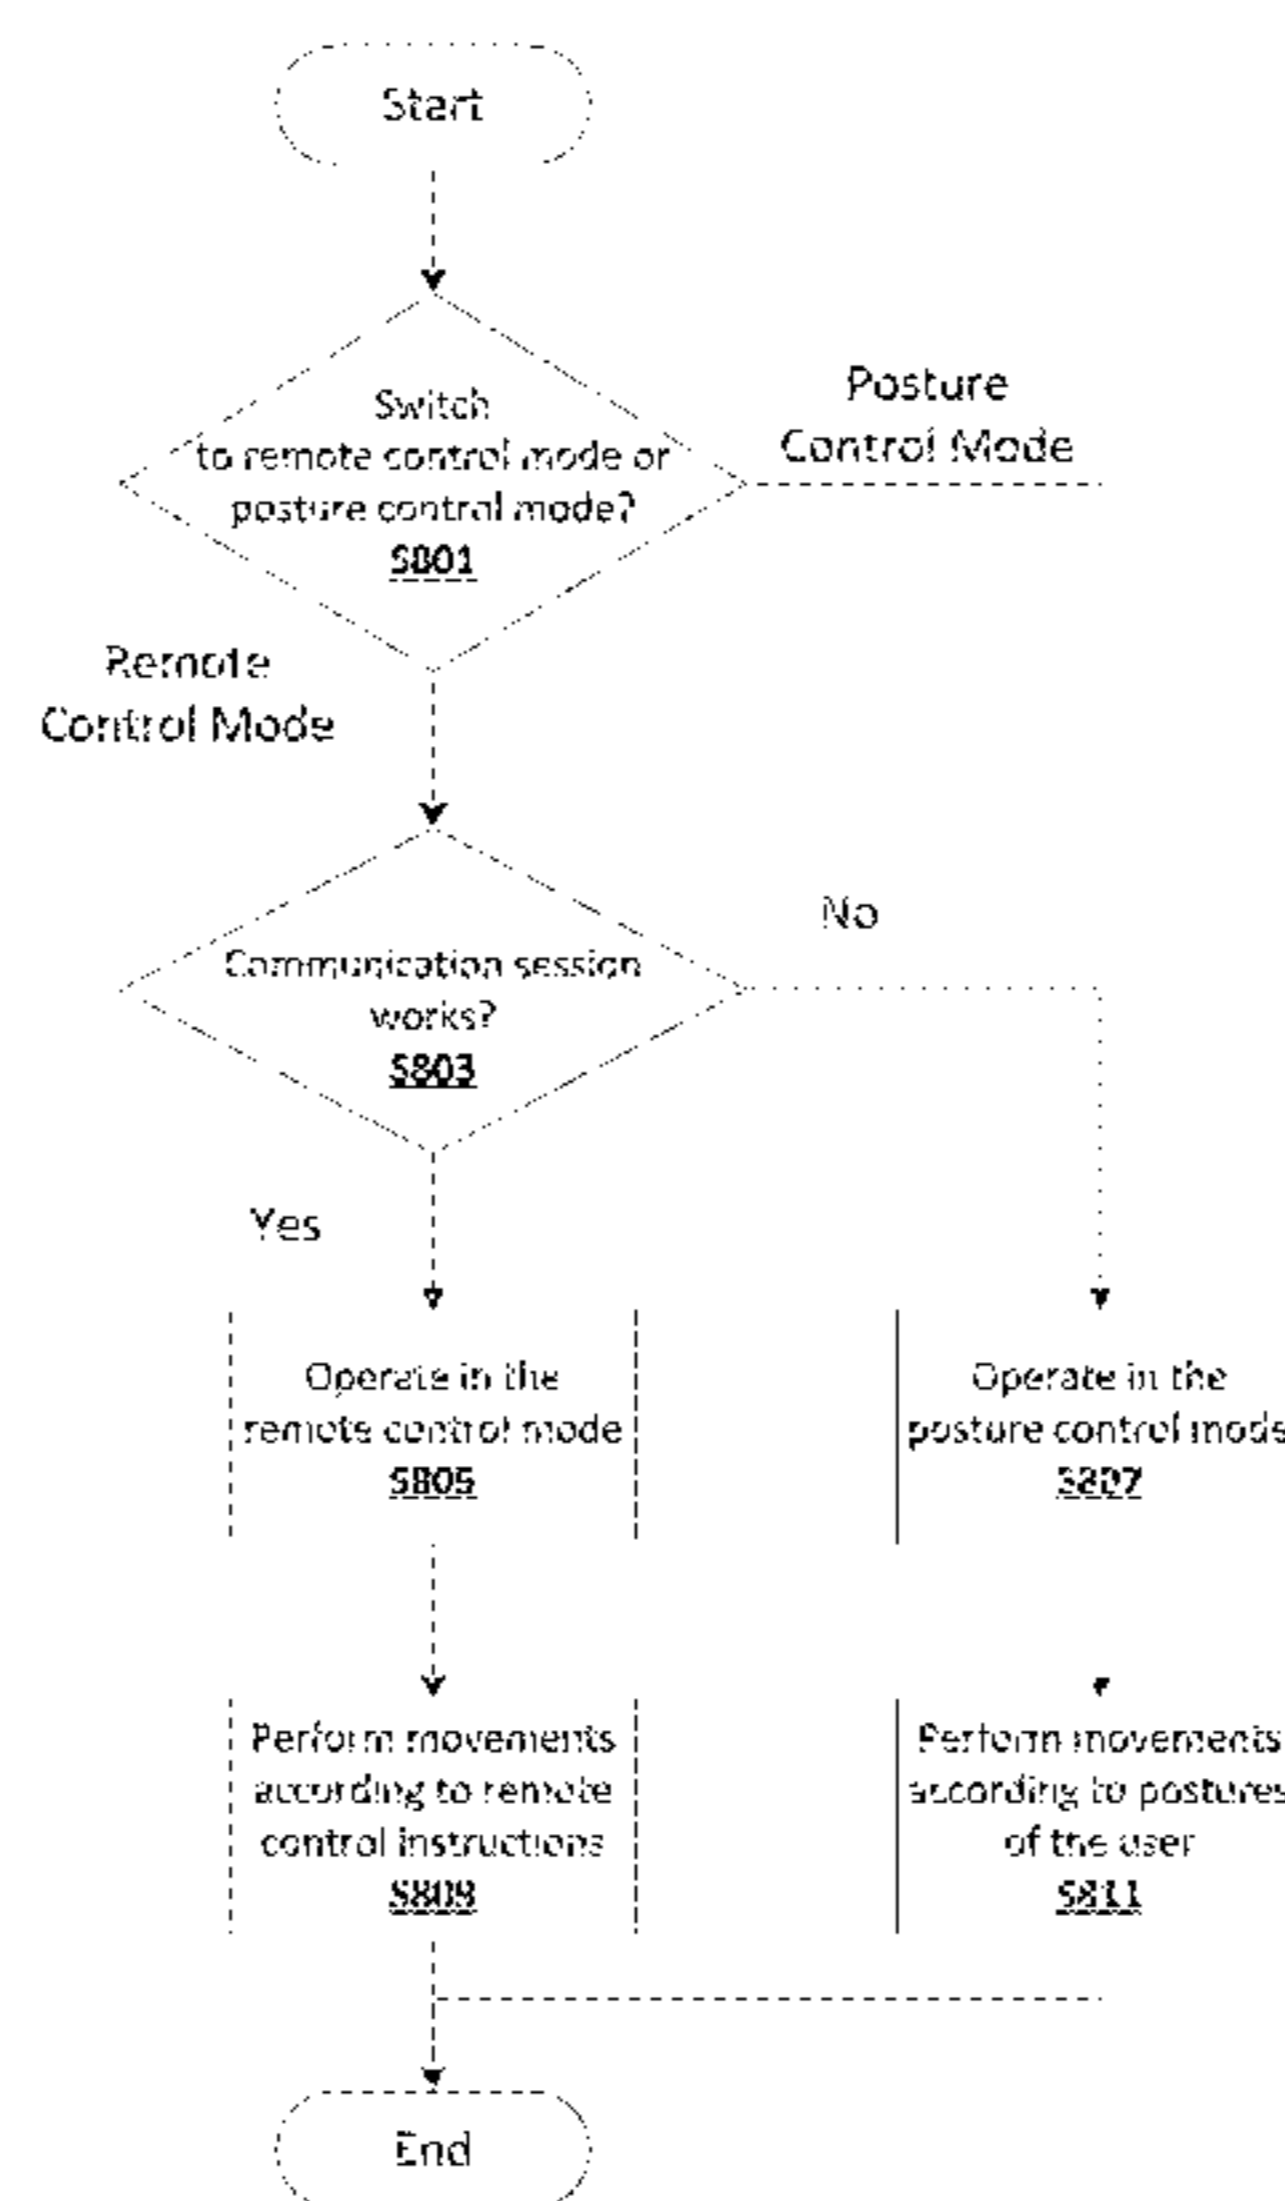 Start
Switch
to remote control mode or
posture control mode?
S801
Posture
Control Mode
Remote
Control Mode
Communication session
works?
S803
No
Yes
Operate in the
remote control mode
S805
Operate in the
posture control mode
S807
Perform movements
according to remote
control instructions
S809
Perform movements
according to postures
of the user
S811
End